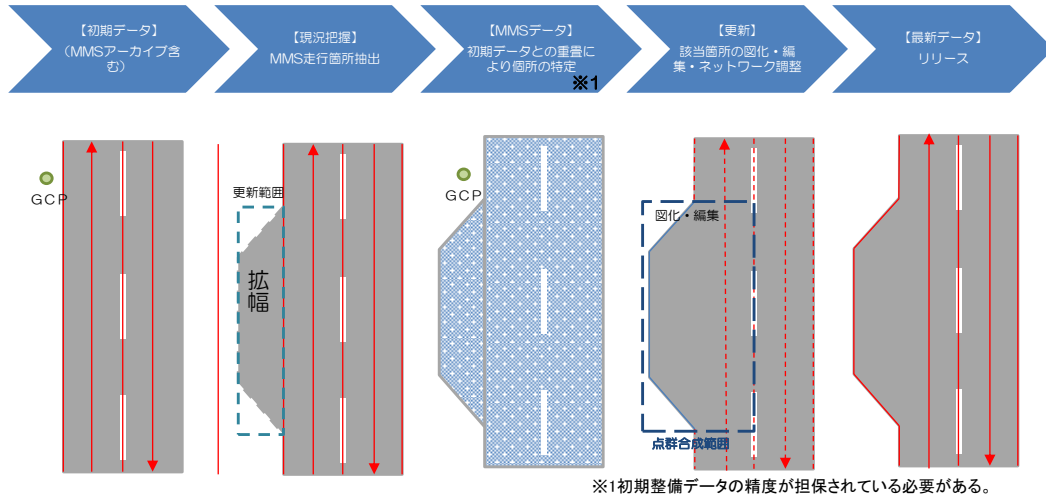 【初期データ】
（MMSアーカイブ含
む）
【現況把握】
MMS走行箇所抽出
【MMSデータ】
初期データとの重畳に
より個所の特定
※1
【更新】
該当箇所の図化・編
集・ネットワーク調整
【最新データ】
リリース
GCP
更新範囲
拡幅
GCP
図化・編集
点群合成範囲
※1初期整備データの精度が担保されている必要がある。